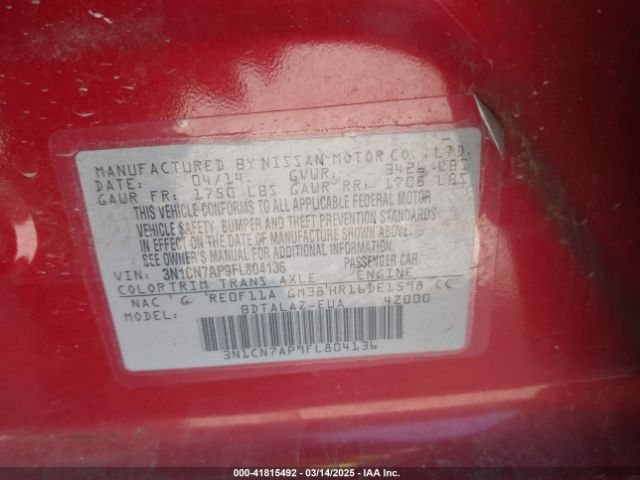 MANUFACTURED BY NISSAN MOTOR CO., LTD.
DATE: 04/14 GVWR: 3426 LBS
GAWR FR: 1750 LBS GAWR RR: 1706 LBS
THIS VEHICLE CONFORMS TO ALL APPLICABLE FEDERAL MOTOR
VEHICLE SAFETY, BUMPER AND THEFT PREVENTION STANDARDS
IN EFFECT ON THE DATE OF MANUFACTURE SHOWN ABOVE.
SEE OWNER'S MANUAL FOR ADDITIONAL INFORMATION.
VIN: 3N1CN7AP9FL804136 PASSENGER CAR.
COLOR TRIM TRANS AXLE ENGINE
NAC G RE0F11A GM38 HR16DE1598 CC
MODEL: BDTALAZ-EUA 42000
3N1CN7AP9FL804136
000-41815492 - 03/14/2025 - IAA Inc.